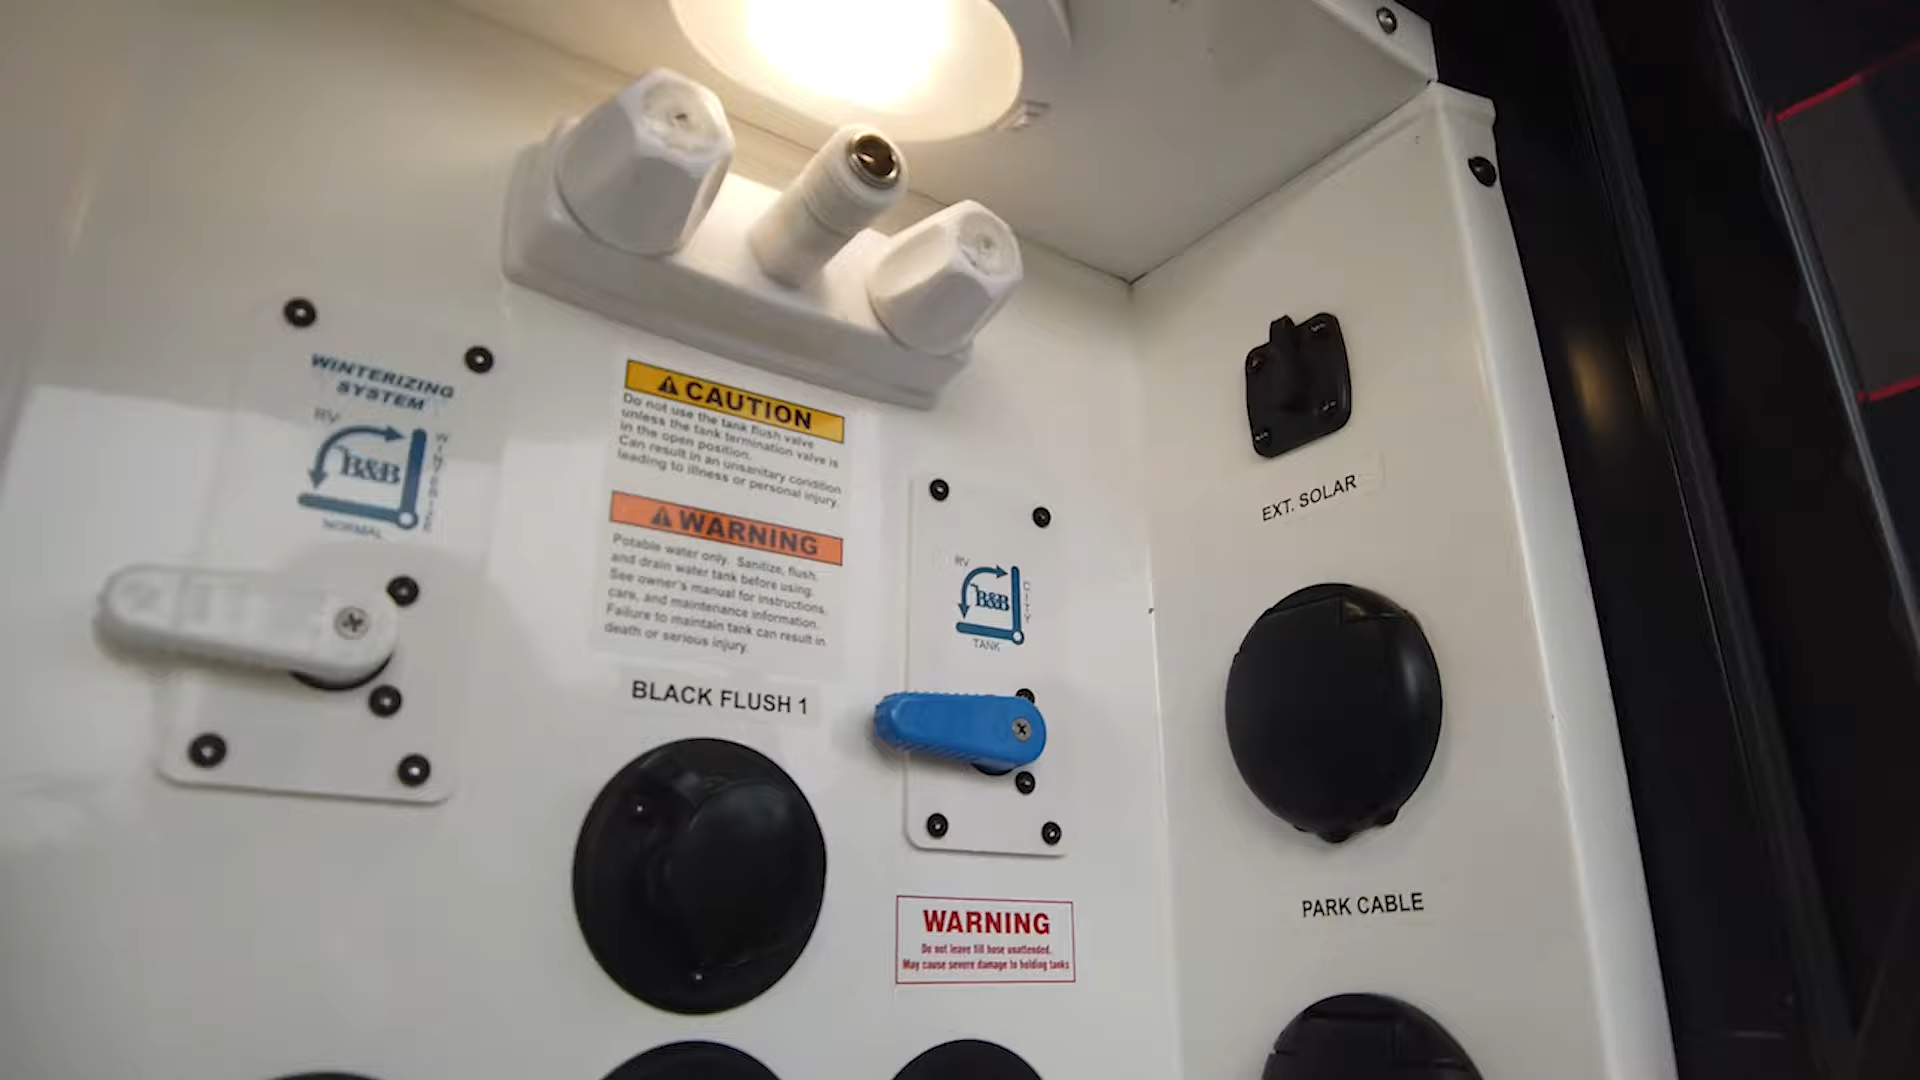 WINTERIZING
SYSTEM
RV
B&B
WINTERIZE
NORMAL
CAUTION
Do not use the tank flush valve
unless the tank termination valve is
in the open position.
Can result in an unsanitary condition
leading to illness or personal injury.
WARNING
Potable water only. Sanitize, flush,
and drain water tank before using.
See owner's manual for instructions,
care, and maintenance information.
Failure to maintain tank can result in
death or serious injury.
BLACK FLUSH 1
RV
B&B
CITY
TANK
WARNING
Do not leave fill hose unattended.
May cause severe damage to holding tanks
EXT. SOLAR
PARK CABLE